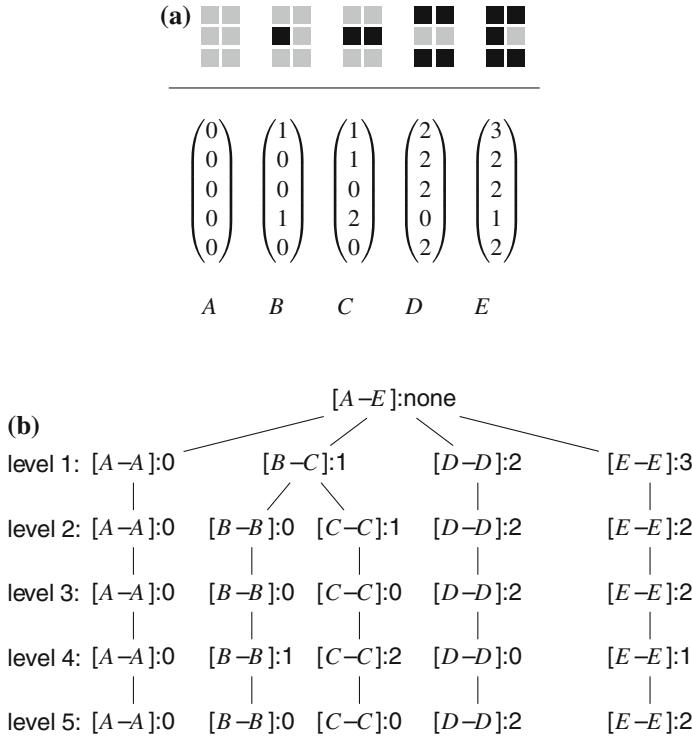 (a)
0 1 1 2 3
0 0 1 2 2
0 0 0 2 2
0 1 2 0 1
0 0 0 2 2
A B C D E
[A–E]:none
(b)
level 1: [A–A]:0 [B–C]:1 [D–D]:2 [E–E]:3
level 2: [A–A]:0 [B–B]:0 [C–C]:1 [D–D]:2 [E–E]:2
level 3: [A–A]:0 [B–B]:0 [C–C]:0 [D–D]:2 [E–E]:2
level 4: [A–A]:0 [B–B]:1 [C–C]:2 [D–D]:0 [E–E]:1
level 5: [A–A]:0 [B–B]:0 [C–C]:0 [D–D]:2 [E–E]:2